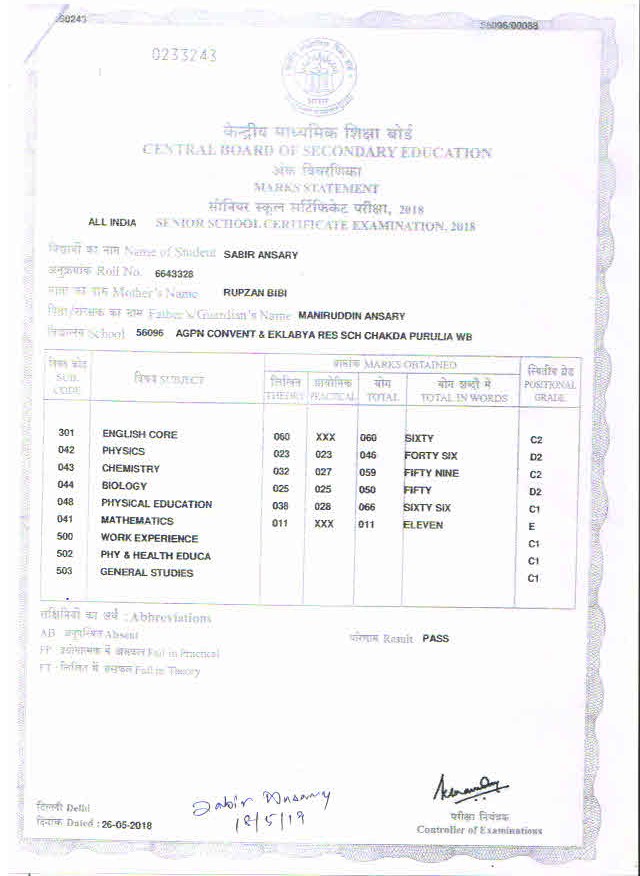 60243
S6096/00088
0233243
भारत
केन्द्रीय माध्यमिक शिक्षा बोर्ड
CENTRAL BOARD OF SECONDARY EDUCATION
अंक विवरणिका
MARKS STATEMENT
सीनियर स्कूल सर्टिफिकेट परीक्षा, 2018
ALL INDIA SENIOR SCHOOL CERTIFICATE EXAMINATION, 2018
विद्यार्थी का नाम Name of Student SABIR ANSARY
अनुक्रमांक Roll No. 6643328
माता का नाम Mother's Name RUPZAN BIBI
पिता/संरक्षक का नाम Father's/Guardian's Name MANIRUDDIN ANSARY
विद्यालय School 56096 AGPN CONVENT & EKLABYA RES SCH CHAKDA PURULIA WB
विषय कोड SUB. CODE
विषय SUBJECT
प्राप्तांक MARKS OBTAINED
स्थितीय ग्रेड POSITIONAL GRADE
लिखित THEORY
प्रायोगिक PRACTICAL
योग TOTAL
योग शब्दों में TOTAL IN WORDS
301 ENGLISH CORE 060 XXX 060 SIXTY C2
042 PHYSICS 023 023 046 FORTY SIX D2
043 CHEMISTRY 032 027 059 FIFTY NINE C2
044 BIOLOGY 025 025 050 FIFTY D2
048 PHYSICAL EDUCATION 038 028 066 SIXTY SIX C1
041 MATHEMATICS 011 XXX 011 ELEVEN E
500 WORK EXPERIENCE C1
502 PHY & HEALTH EDUCA C1
503 GENERAL STUDIES C1
संक्षिप्तियों का अर्थ : Abbreviations
AB अनुपस्थित Absent
परिणाम Result PASS
FP - प्रयोगात्मक में असफल Fail in Practical
FT - लिखित में असफल Fail in Theory
दिल्ली Delhi
दिनांक Dated : 26-05-2018
Sabir Ansary
18/5/19
परीक्षा नियंत्रक
Controller of Examinations